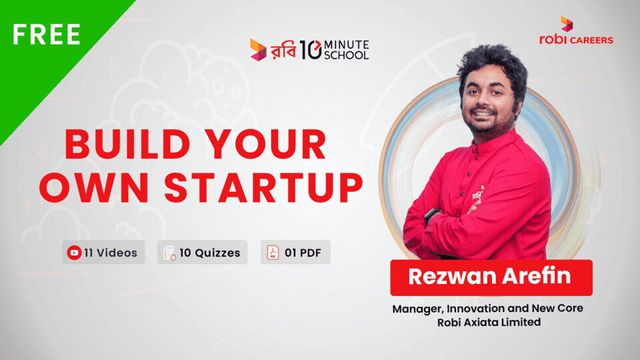 FREE
রবি 10 MINUTE SCHOOL
robi CAREERS
BUILD YOUR
OWN STARTUP
11 Videos
10 Quizzes
01 PDF
Rezwan Arefin
Manager, Innovation and New Core
Robi Axiata Limited